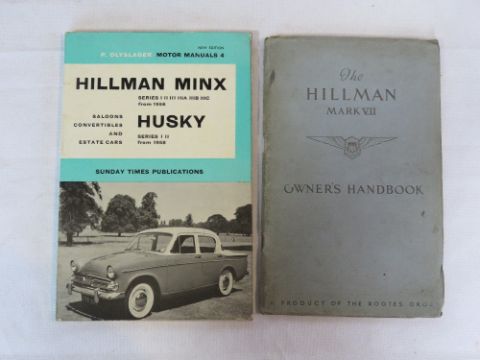 NEW EDITION
P. OLYSLAGER MOTOR MANUALS 4
HILLMAN MINX
SERIES I II III IIIA IIIB IIIC
from 1956
SALOONS
CONVERTIBLES
AND
ESTATE CARS
HUSKY
SERIES I II
from 1958
SUNDAY TIMES PUBLICATIONS
The
HILLMAN
MARK VII
OWNER'S HANDBOOK
A PRODUCT OF THE ROOTES GROU